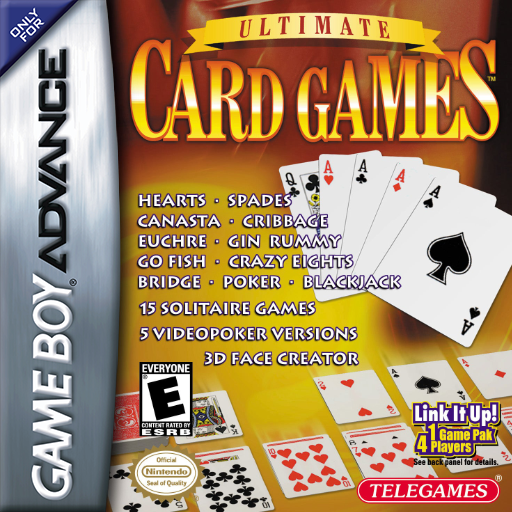 ONLY
FOR
GAME BOY ADVANCE
ULTIMATE
CARD GAMES™
Q A A A A
HEARTS · SPADES
CANASTA · CRIBBAGE
EUCHRE · GIN RUMMY
GO FISH · CRAZY EIGHTS
BRIDGE · POKER · BLACKJACK
15 SOLITAIRE GAMES
5 VIDEOPOKER VERSIONS
3D FACE CREATOR
EVERYONE
E
CONTENT RATED BY
ESRB
Official
Nintendo
Seal of Quality
Link It Up!
1 Game Pak
4 Players
See back panel for details.
TELEGAMES®